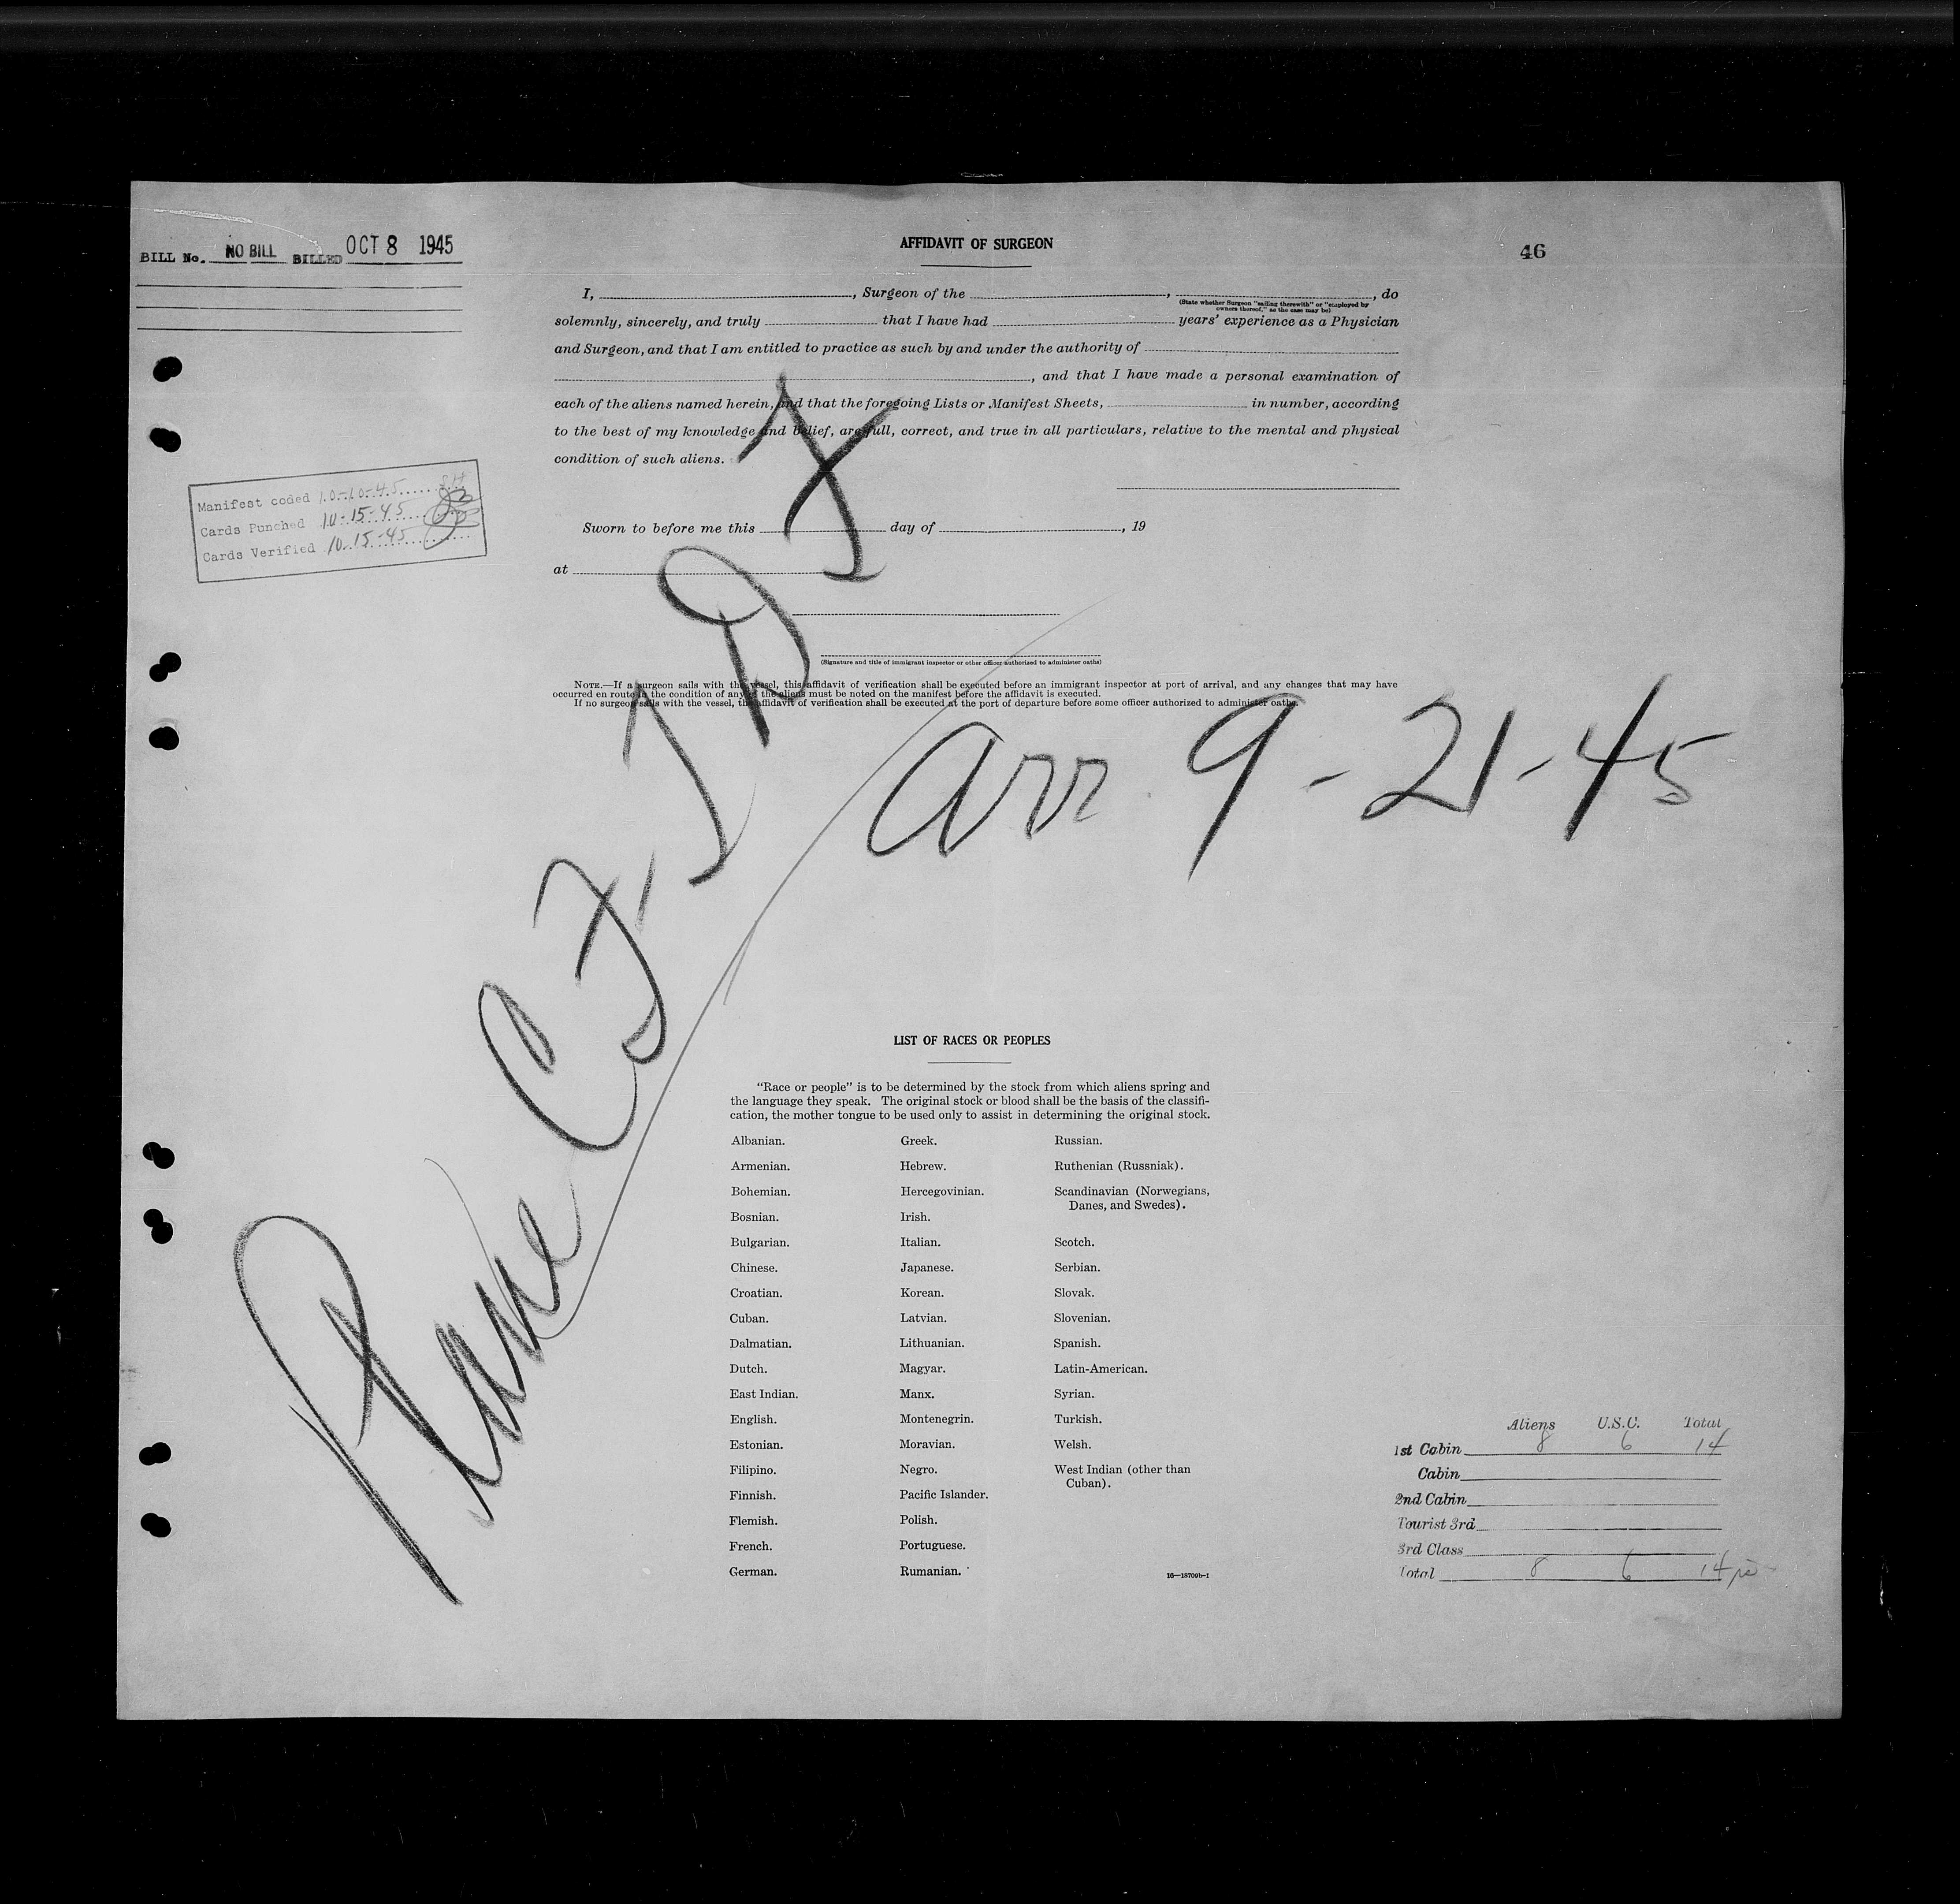 BILL No. NO BILL BILLED OCT 8 1945
46
AFFIDAVIT OF SURGEON
I, , Surgeon of the , , do
(State whether Surgeon "sailing therewith" or "employed by
owners thereof," as the case may be)
solemnly, sincerely, and truly that I have had years' experience as a Physician
and Surgeon, and that I am entitled to practice as such by and under the authority of
, and that I have made a personal examination of
each of the aliens named herein, and that the foregoing Lists or Manifest Sheets, in number, according
to the best of my knowledge and belief, are full, correct, and true in all particulars, relative to the mental and physical
condition of such aliens.
Manifest coded 10-10-45
Cards Punched 10-15-45
Cards Verified 10-15-45
Sworn to before me this day of , 19
at
(Signature and title of immigrant inspector or other officer authorized to administer oaths)
NOTE.—If a surgeon sails with the vessel, this affidavit of verification shall be executed before an immigrant inspector at port of arrival, and any changes that may have
occurred en route in the condition of any of the aliens must be noted on the manifest before the affidavit is executed.
If no surgeon sails with the vessel, the affidavit of verification shall be executed at the port of departure before some officer authorized to administer oaths.
Plane
arr 9-21-45
LIST OF RACES OR PEOPLES
"Race or people" is to be determined by the stock from which aliens spring and
the language they speak. The original stock or blood shall be the basis of the classifi-
cation, the mother tongue to be used only to assist in determining the original stock.
Albanian.
Armenian.
Bohemian.
Bosnian.
Bulgarian.
Chinese.
Croatian.
Cuban.
Dalmatian.
Dutch.
East Indian.
English.
Estonian.
Filipino.
Finnish.
Flemish.
French.
German.
Greek.
Hebrew.
Hercegovinian.
Irish.
Italian.
Japanese.
Korean.
Latvian.
Lithuanian.
Magyar.
Manx.
Montenegrin.
Moravian.
Negro.
Pacific Islander.
Polish.
Portuguese.
Rumanian.
Russian.
Ruthenian (Russniak).
Scandinavian (Norwegians,
Danes, and Swedes).
Scotch.
Serbian.
Slovak.
Slovenian.
Spanish.
Latin-American.
Syrian.
Turkish.
Welsh.
West Indian (other than
Cuban).
16—18709b-1
Aliens U.S.C. Total
1st Cabin 8 6 14
Cabin
2nd Cabin
Tourist 3rd
3rd Class
Total 8 6 14